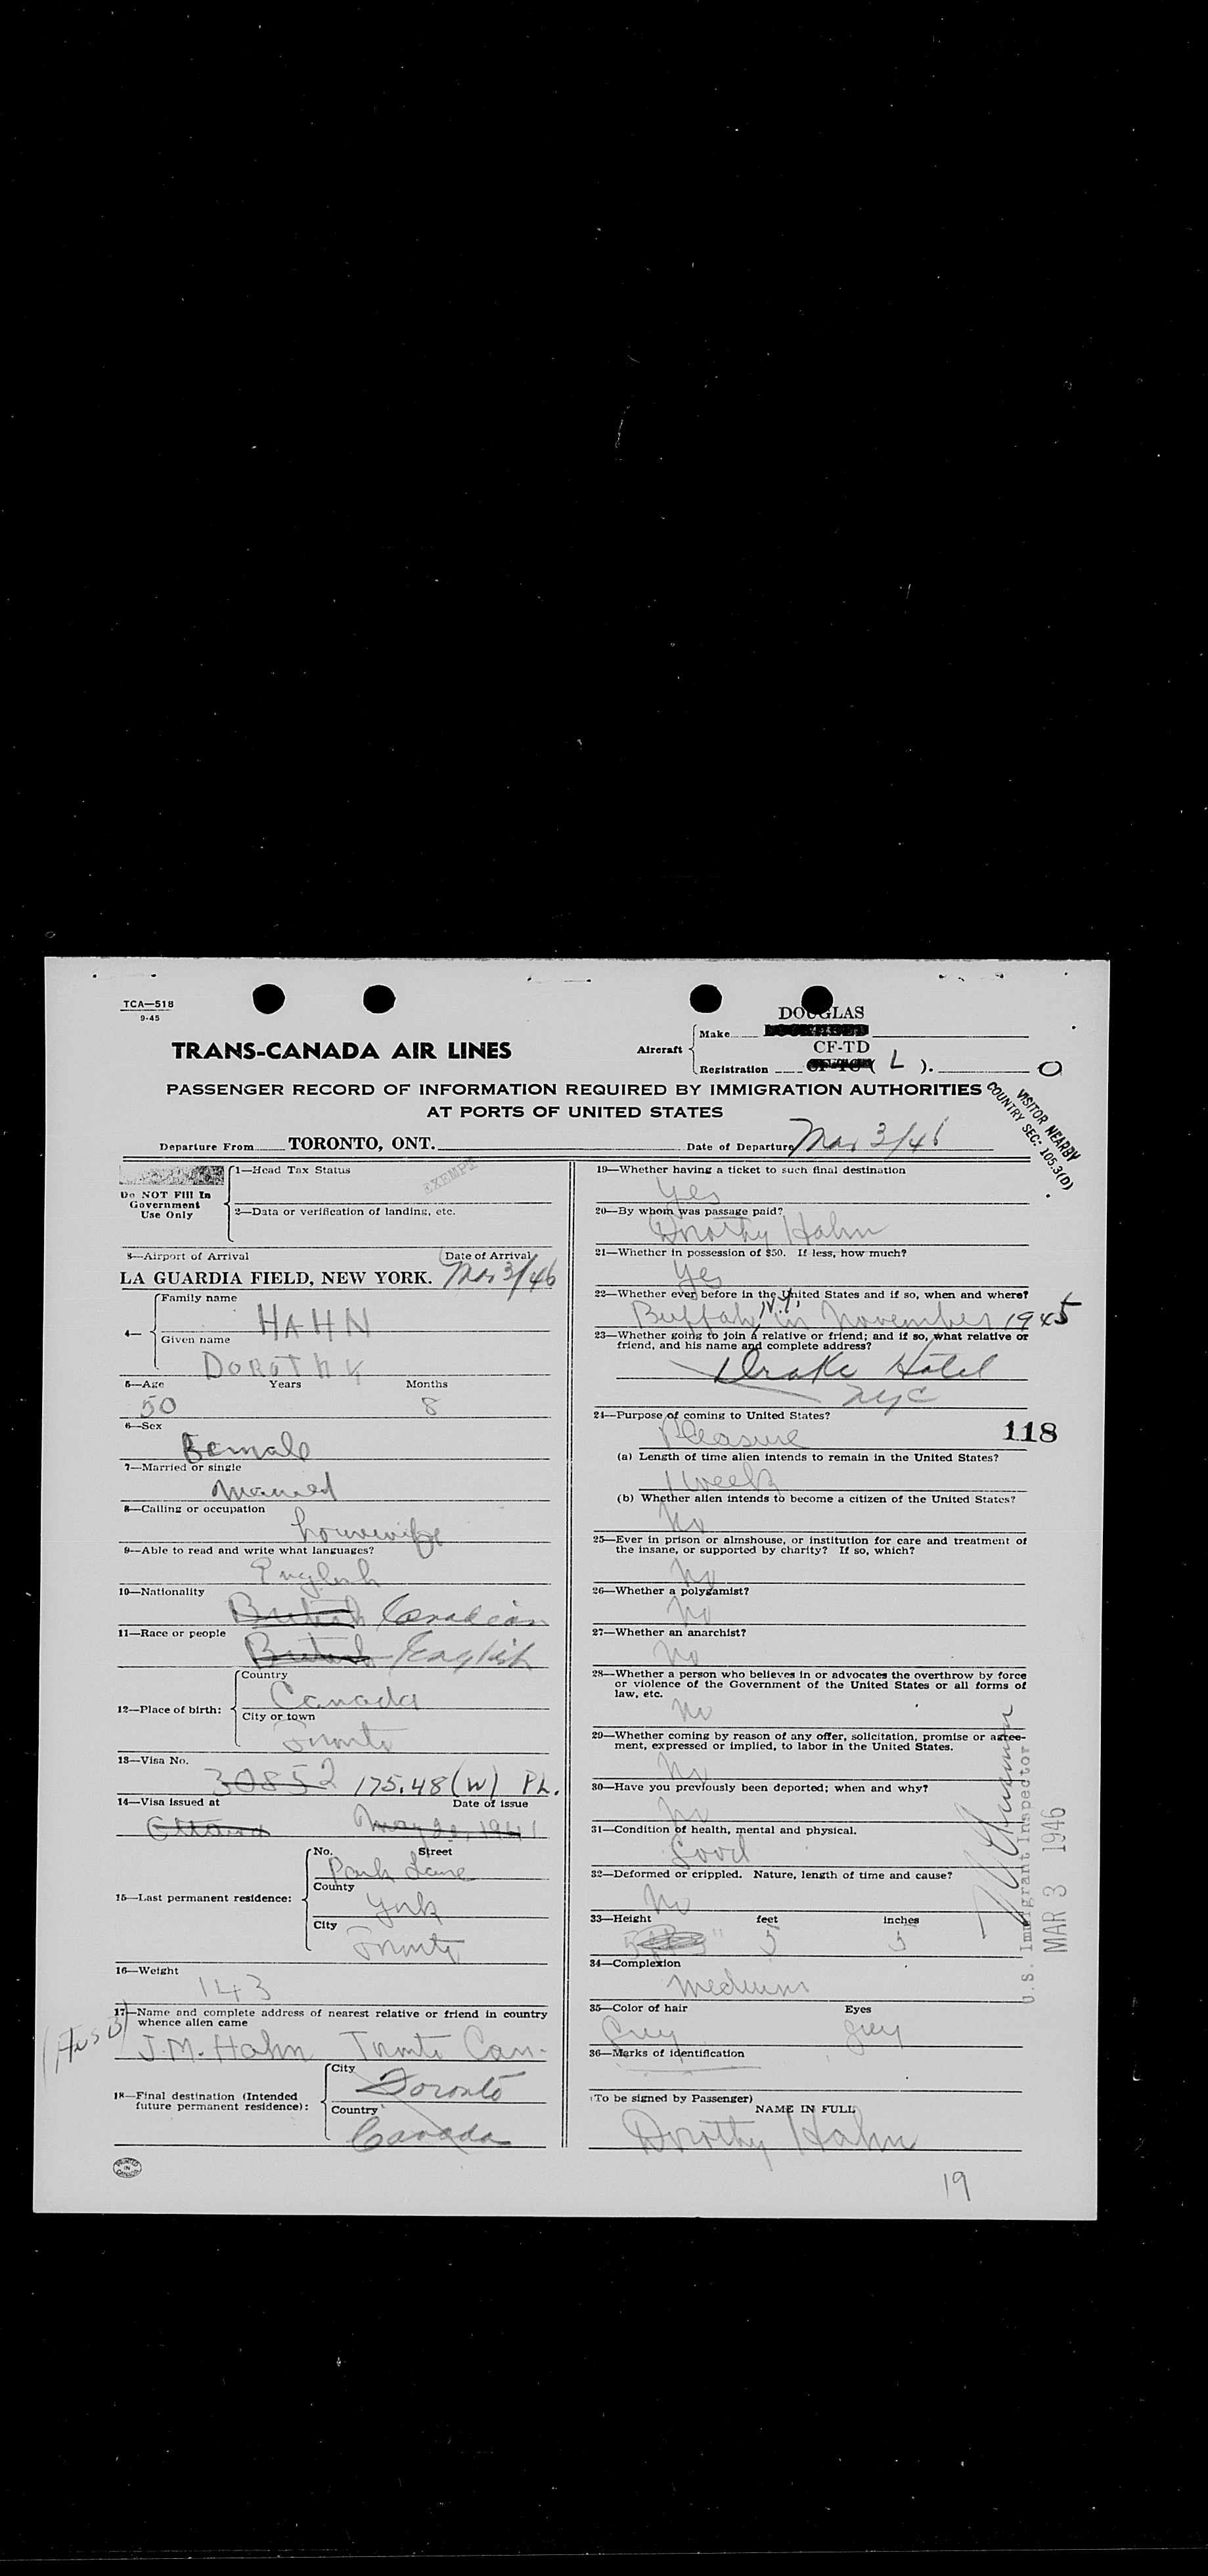 TCA—518
9-45
DOUGLAS
Make
Aircraft
CF-TD
Registration ( L ).
O
TRANS-CANADA AIR LINES
PASSENGER RECORD OF INFORMATION REQUIRED BY IMMIGRATION AUTHORITIES
AT PORTS OF UNITED STATES
VISITOR NEARBY
COUNTRY SEC: 105.3(D)
Departure From TORONTO, ONT.
Date of Departure Mar 3/46
Do NOT Fill In
Government
Use Only
1—Head Tax Status
EXEMPT
2—Data or verification of landing, etc.
3—Airport of Arrival
Date of Arrival
LA GUARDIA FIELD, NEW YORK. Mar 3/46
4—
Family name
HAHN
Given name
DOROTHY
5—Age Years Months
50 8
6—Sex
Female
7—Married or single
Married
8—Calling or occupation
housewife
9—Able to read and write what languages?
English
10—Nationality
British Canadian
11—Race or people
British English
12—Place of birth:
Country
Canada
City or town
Toronto
13—Visa No.
30852 175.48(W) PL.
14—Visa issued at Date of issue
Ottawa May 20, 1941
15—Last permanent residence:
No. Street
Park Lane
County
York
City
Toronto
16—Weight
143
17—Name and complete address of nearest relative or friend in country
whence alien came
(HusB) J.M. Hahn Toronto Can.
18—Final destination (Intended
future permanent residence):
City
Toronto
Country
Canada
PRINTED IN CANADA
19—Whether having a ticket to such final destination
Yes
20—By whom was passage paid?
Dorothy Hahn
21—Whether in possession of $50. If less, how much?
Yes
22—Whether ever before in the United States and if so, when and where?
Buffalo, N.Y. in November 1945
23—Whether going to join a relative or friend; and if so, what relative or
friend, and his name and complete address?
Drake Hotel
NYC
24—Purpose of coming to United States?
Pleasure
118
(a) Length of time alien intends to remain in the United States?
1 week
(b) Whether alien intends to become a citizen of the United States?
No
25—Ever in prison or almshouse, or institution for care and treatment of
the insane, or supported by charity? If so, which?
No
26—Whether a polygamist?
No
27—Whether an anarchist?
No
28—Whether a person who believes in or advocates the overthrow by force
or violence of the Government of the United States or all forms of
law, etc.
No
29—Whether coming by reason of any offer, solicitation, promise or agree-
ment, expressed or implied, to labor in the United States.
No
30—Have you previously been deported; when and why?
No
31—Condition of health, mental and physical.
Good
32—Deformed or crippled. Nature, length of time and cause?
No
33—Height feet inches
5 5
34—Complexion
Medium
35—Color of hair Eyes
Grey grey
36—Marks of identification
U.S. Immigrant Inspector
MAR 3 1946
(To be signed by Passenger)
NAME IN FULL
Dorothy Hahn
19